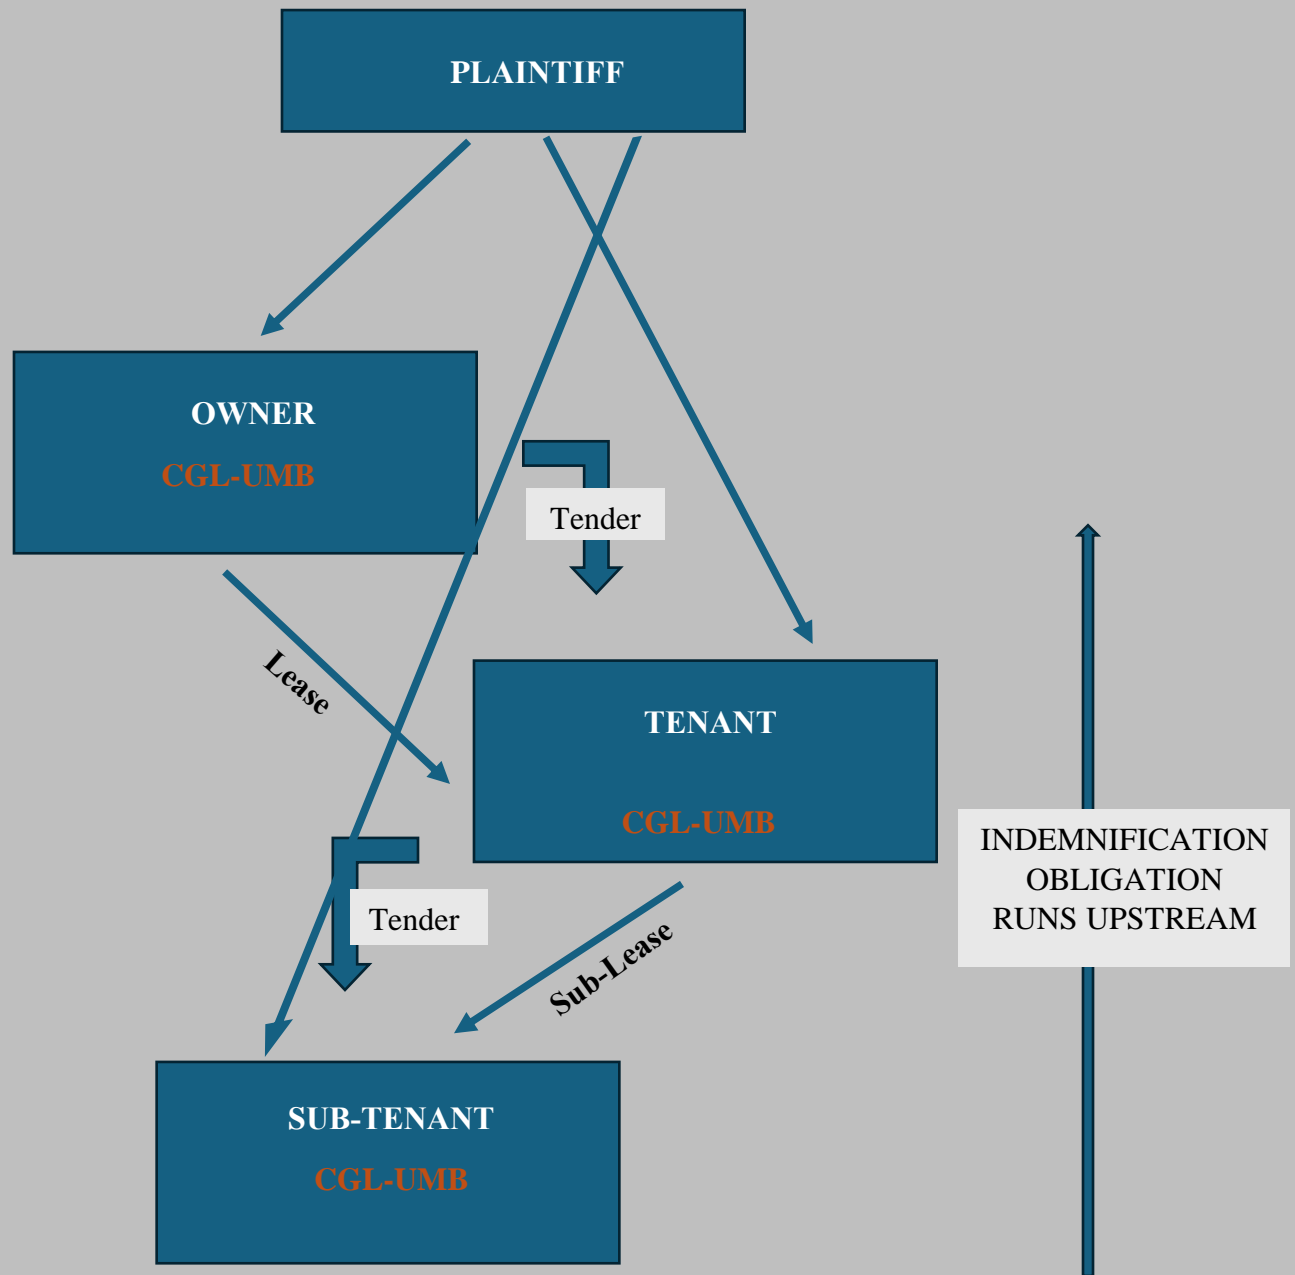 PLAINTIFF
OWNER
CGL-UMB
Tender
Lease
TENANT
CGL-UMB
INDEMNIFICATION
OBLIGATION
RUNS UPSTREAM
Tender
Sub-Lease
SUB-TENANT
CGL-UMB